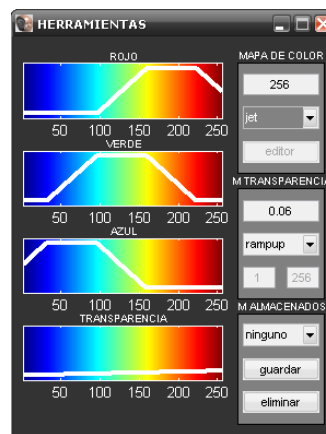 HERRAMIENTAS
ROJO
50 100 150 200 250
VERDE
50 100 150 200 250
AZUL
50 100 150 200 250
TRANSPARENCIA
50 100 150 200 250
MAPA DE COLOR
256
jet
editor
M TRANSPARENCIA
0.06
rampup
1 256
M ALMACENADOS
ninguno
guardar
eliminar